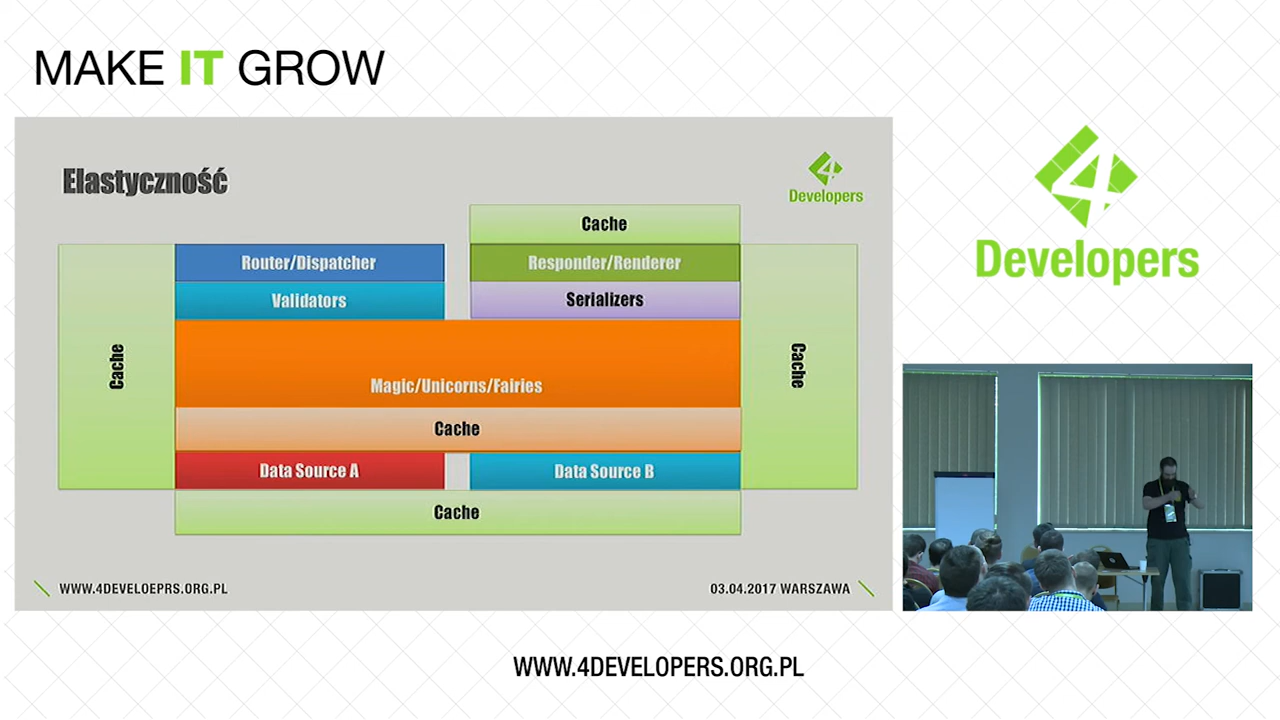 MAKE IT GROW
Elastyczność
4
Developers
Cache
Router/Dispatcher
Responder/Renderer
Validators
Serializers
Cache
Cache
Magic/Unicorns/Fairies
Cache
Data Source A
Data Source B
Cache
WWW.4DEVELOEPRS.ORG.PL
03.04.2017 WARSZAWA
4
Developers
WWW.4DEVELOPERS.ORG.PL